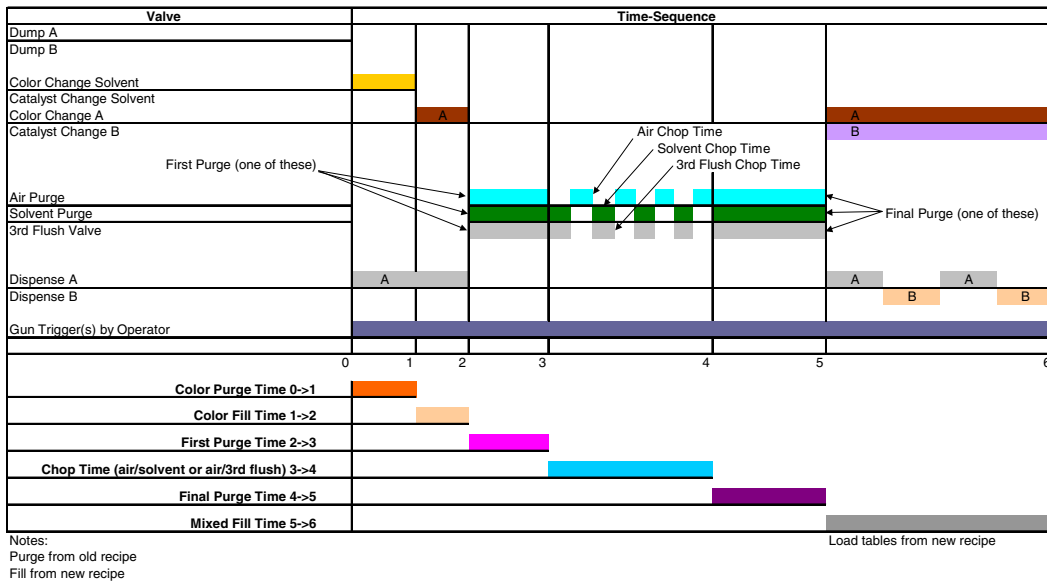 Valve Time-Sequence
Dump A
Dump B
Color Change Solvent
Catalyst Change Solvent
Color Change A A A
Catalyst Change B B
Air Chop Time
Solvent Chop Time
First Purge (one of these) 3rd Flush Chop Time
Air Purge
Solvent Purge Final Purge (one of these)
3rd Flush Valve
Dispense A A A A
Dispense B B B
Gun Trigger(s) by Operator
0 1 2 3 4 5 6
Color Purge Time 0->1
Color Fill Time 1->2
First Purge Time 2->3
Chop Time (air/solvent or air/3rd flush) 3->4
Final Purge Time 4->5
Mixed Fill Time 5->6
Notes: Load tables from new recipe
Purge from old recipe
Fill from new recipe